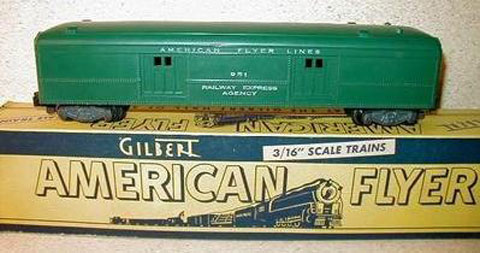 AMERICAN FLYER LINES
951
RAILWAY EXPRESS
AGENCY
GILBERT
3/16" SCALE TRAINS
AMERICAN FLYER